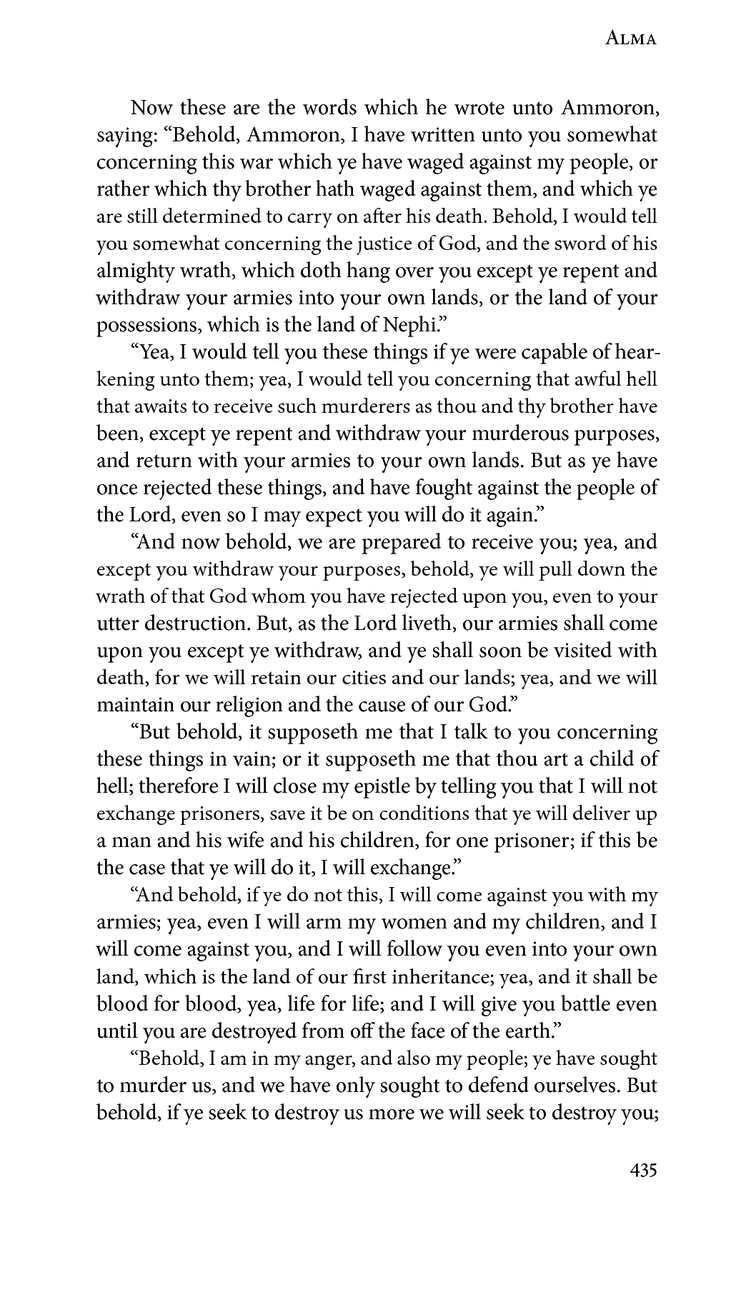 Alma
Now these are the words which he wrote unto Ammoron,
saying: “Behold, Ammoron, I have written unto you somewhat
concerning this war which ye have waged against my people, or
rather which thy brother hath waged against them, and which ye
are still determined to carry on after his death. Behold, I would tell
you somewhat concerning the justice of God, and the sword of his
almighty wrath, which doth hang over you except ye repent and
withdraw your armies into your own lands, or the land of your
possessions, which is the land of Nephi.”
“Yea, I would tell you these things if ye were capable of hear-
kening unto them; yea, I would tell you concerning that awful hell
that awaits to receive such murderers as thou and thy brother have
been, except ye repent and withdraw your murderous purposes,
and return with your armies to your own lands. But as ye have
once rejected these things, and have fought against the people of
the Lord, even so I may expect you will do it again.”
“And now behold, we are prepared to receive you; yea, and
except you withdraw your purposes, behold, ye will pull down the
wrath of that God whom you have rejected upon you, even to your
utter destruction. But, as the Lord liveth, our armies shall come
upon you except ye withdraw, and ye shall soon be visited with
death, for we will retain our cities and our lands; yea, and we will
maintain our religion and the cause of our God.”
“But behold, it supposeth me that I talk to you concerning
these things in vain; or it supposeth me that thou art a child of
hell; therefore I will close my epistle by telling you that I will not
exchange prisoners, save it be on conditions that ye will deliver up
a man and his wife and his children, for one prisoner; if this be
the case that ye will do it, I will exchange.”
“And behold, if ye do not this, I will come against you with my
armies; yea, even I will arm my women and my children, and I
will come against you, and I will follow you even into your own
land, which is the land of our first inheritance; yea, and it shall be
blood for blood, yea, life for life; and I will give you battle even
until you are destroyed from off the face of the earth.”
“Behold, I am in my anger, and also my people; ye have sought
to murder us, and we have only sought to defend ourselves. But
behold, if ye seek to destroy us more we will seek to destroy you;
435